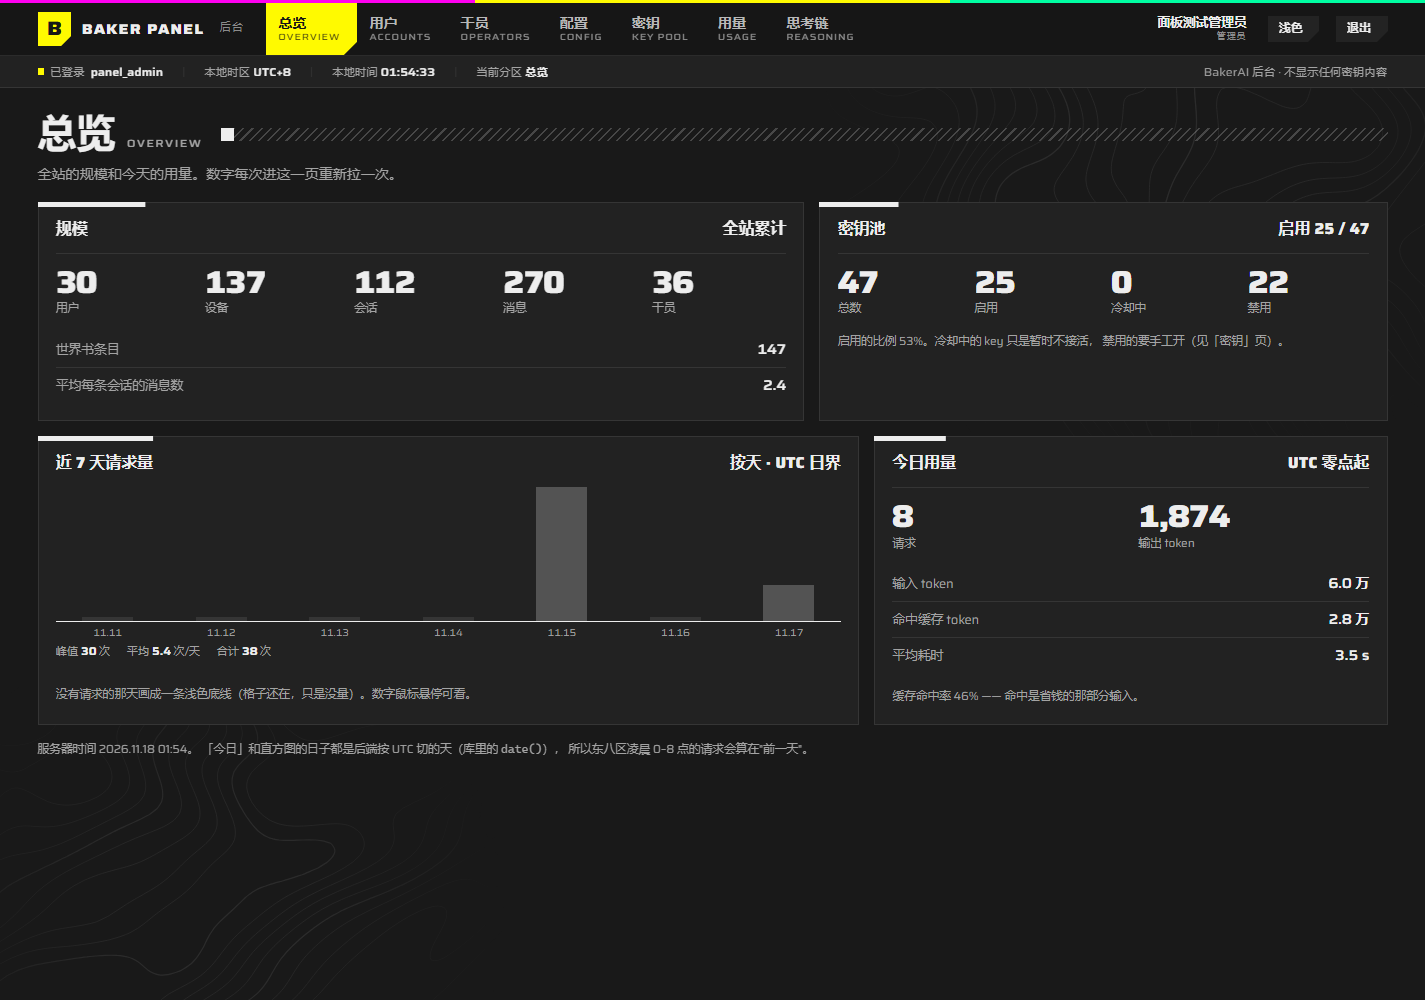 B BAKER PANEL 后台
总览 用户 干员 配置 密钥 用量 思考链
OVERVIEW ACCOUNTS OPERATORS CONFIG KEY POOL USAGE REASONING
面板测试管理员
管理员
浅色 退出
已登录 panel_admin 本地时区 UTC+8 本地时间 01:54:33 当前分区 总览 BakerAI 后台 · 不显示任何密钥内容
总览 OVERVIEW
全站的规模和今天的用量。数字每次进这一页重新拉一次。
规模 全站累计
30 137 112 270 36
用户 设备 会话 消息 干员
世界书条目 147
平均每条会话的消息数 2.4
密钥池 启用 25 / 47
47 25 0 22
总数 启用 冷却中 禁用
启用的比例 53%。冷却中的 key 只是暂时不接活，禁用的要手工开（见「密钥」页）。
近 7 天请求量 按天 · UTC 日界
11.11 11.12 11.13 11.14 11.15 11.16 11.17
峰值 30 次 平均 5.4 次/天 合计 38 次
没有请求的那天画成一条浅色底线（格子还在，只是没量）。数字鼠标悬停可看。
今日用量 UTC 零点起
8 1,874
请求 输出 token
输入 token 6.0 万
命中缓存 token 2.8 万
平均耗时 3.5 s
缓存命中率 46% —— 命中是省钱的那部分输入。
服务器时间 2026.11.18 01:54。「今日」和直方图的日子都是后端按 UTC 切的天（库里的 date()），所以东八区凌晨 0-8 点的请求会算在"前一天"。